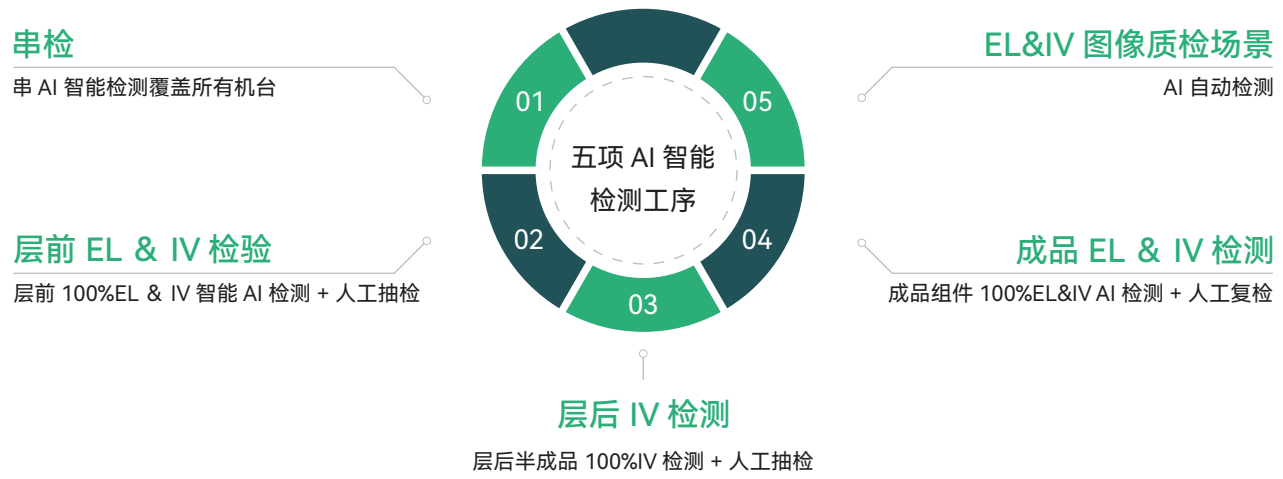 串检
串 AI 智能检测覆盖所有机台
01
层前 EL & IV 检验
层前 100%EL & IV 智能 AI 检测 + 人工抽检
02
五项 AI 智能
检测工序
03
层后 IV 检测
层后半成品 100%IV 检测 + 人工抽检
04
成品 EL & IV 检测
成品组件 100%EL&IV AI 检测 + 人工复检
05
EL&IV 图像质检场景
AI 自动检测